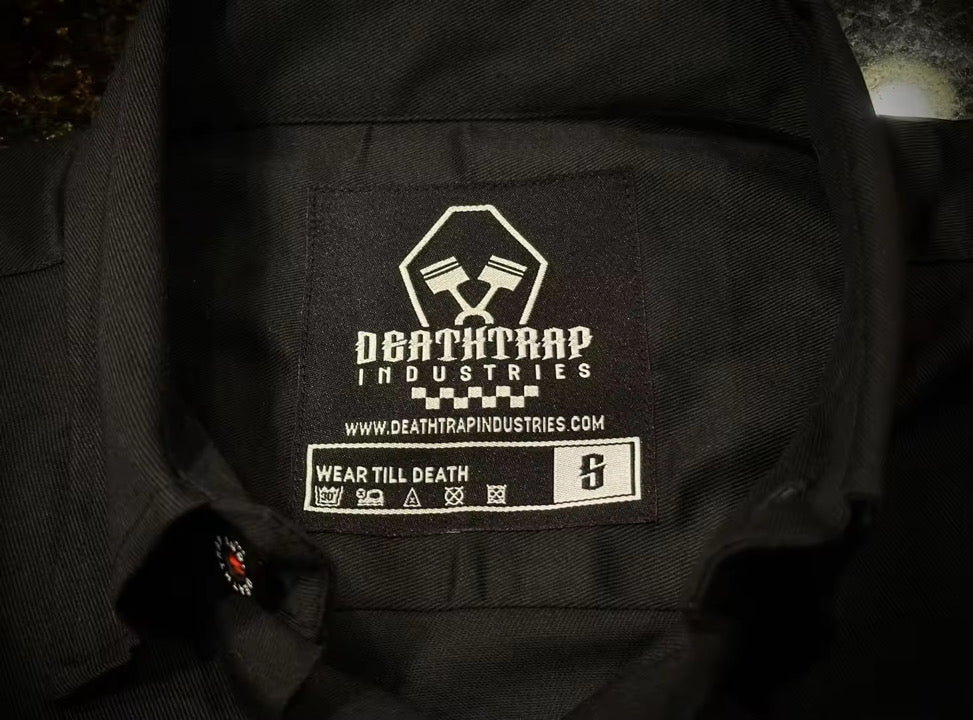 DEATHTRAP
INDUSTRIES
WWW.DEATHTRAPINDUSTRIES.COM
WEAR TILL DEATH
S
30°